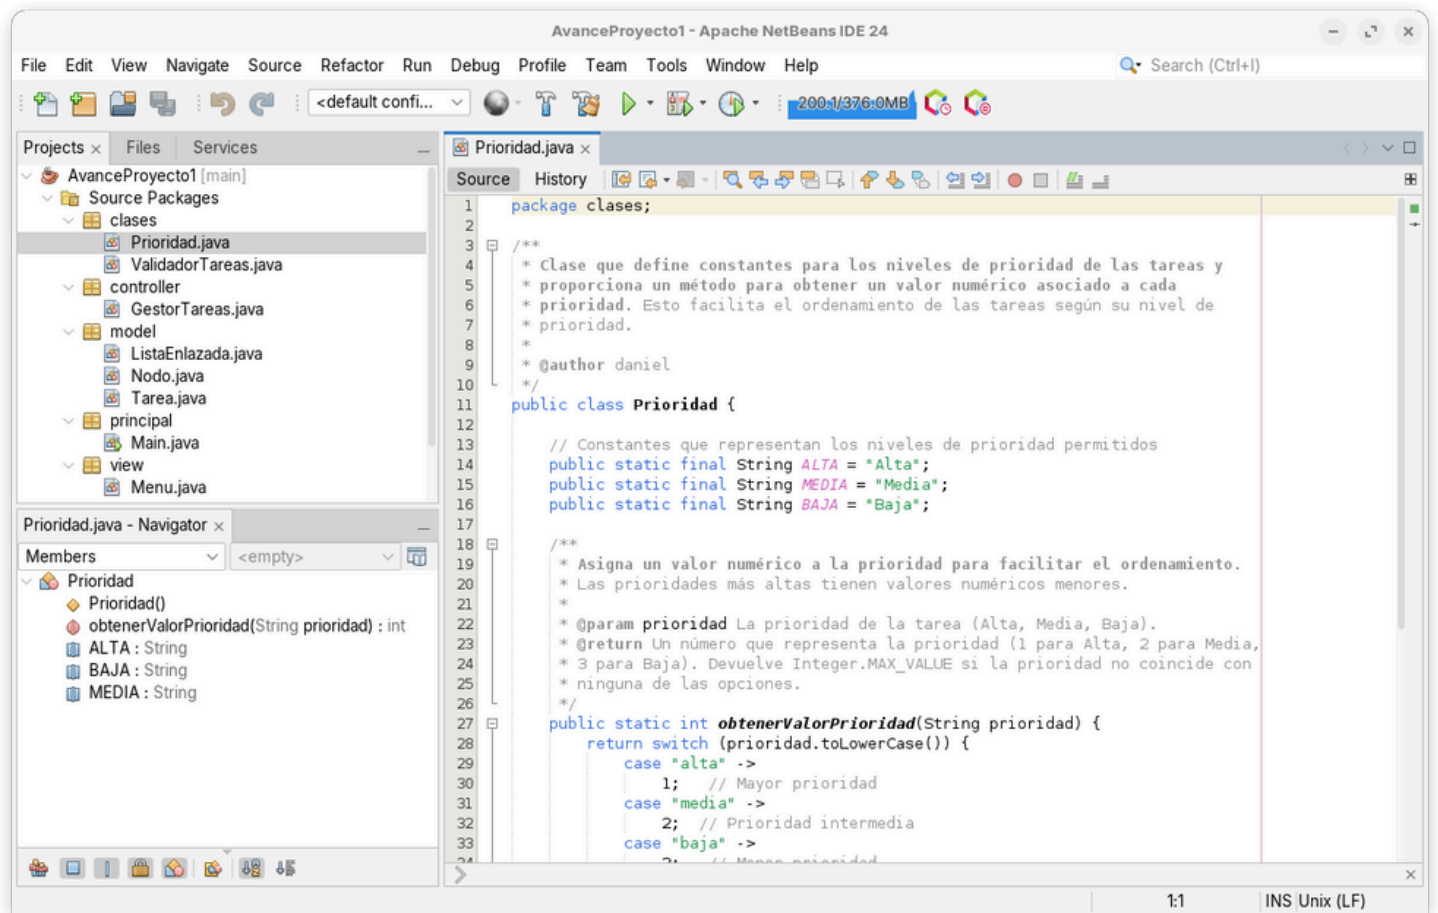 AvanceProyecto1 - Apache NetBeans IDE 24
File Edit View Navigate Source Refactor Run Debug Profile Team Tools Window Help
Search (Ctrl+I)
<default confi...
200.1/376.0MB
Projects Files Services
AvanceProyecto1 [main]
Source Packages
clases
Prioridad.java
ValidadorTareas.java
controller
GestorTareas.java
model
ListaEnlazada.java
Nodo.java
Tarea.java
principal
Main.java
view
Menu.java
Prioridad.java - Navigator
Members <empty>
Prioridad
Prioridad()
obtenerValorPrioridad(String prioridad) : int
ALTA : String
BAJA : String
MEDIA : String
Prioridad.java
Source History
1 package clases;
2
3 /**
4 * Clase que define constantes para los niveles de prioridad de las tareas y
5 * proporciona un método para obtener un valor numérico asociado a cada
6 * prioridad. Esto facilita el ordenamiento de las tareas según su nivel de
7 * prioridad.
8 *
9 * @author daniel
10 */
11 public class Prioridad {
12
13 // Constantes que representan los niveles de prioridad permitidos
14 public static final String ALTA = "Alta";
15 public static final String MEDIA = "Media";
16 public static final String BAJA = "Baja";
17
18 /**
19 * Asigna un valor numérico a la prioridad para facilitar el ordenamiento.
20 * Las prioridades más altas tienen valores numéricos menores.
21 *
22 * @param prioridad La prioridad de la tarea (Alta, Media, Baja).
23 * @return Un número que representa la prioridad (1 para Alta, 2 para Media,
24 * 3 para Baja). Devuelve Integer.MAX_VALUE si la prioridad no coincide con
25 * ninguna de las opciones.
26 */
27 public static int obtenerValorPrioridad(String prioridad) {
28 return switch (prioridad.toLowerCase()) {
29 case "alta" ->
30 1; // Mayor prioridad
31 case "media" ->
32 2; // Prioridad intermedia
33 case "baja" ->
34 3; // Menor prioridad
1:1 INS Unix (LF)